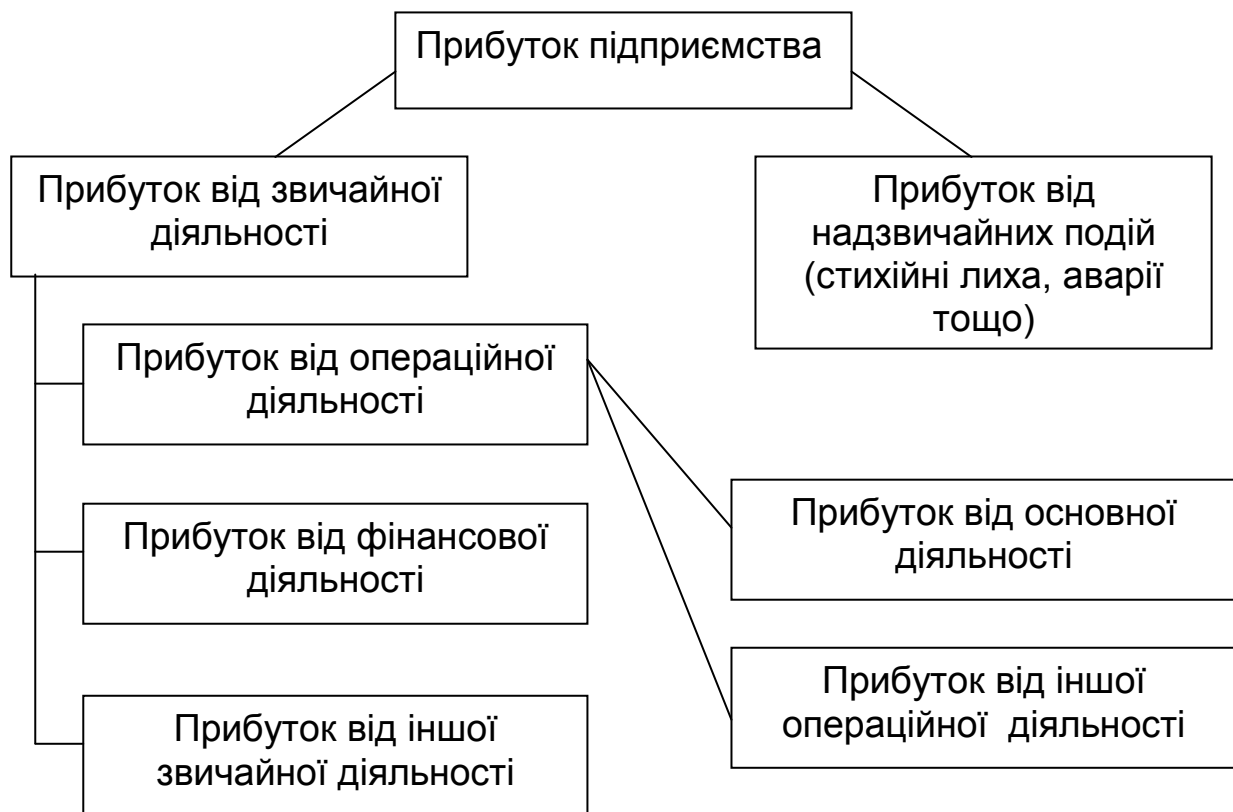 Прибуток підприємства
Прибуток від звичайної
діяльності
Прибуток від
надзвичайних подій
(стихійні лиха, аварії
тощо)
Прибуток від операційної
діяльності
Прибуток від фінансової
діяльності
Прибуток від основної
діяльності
Прибуток від іншої
операційної діяльності
Прибуток від іншої
звичайної діяльності